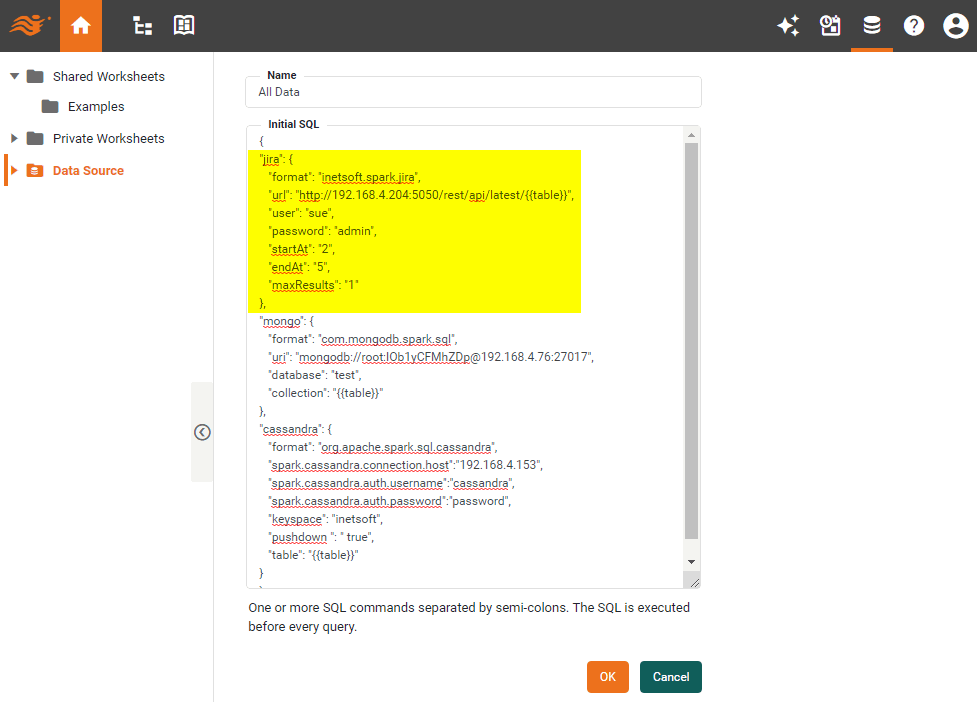 Shared Worksheets
Examples
Private Worksheets
Data Source
Name
All Data
Initial SQL
{
"jira": {
"format": "inetsoft.spark.jira",
"url": "http://192.168.4.204:5050/rest/api/latest/{{table}}",
"user": "sue",
"password": "admin",
"startAt": "2",
"endAt": "5",
"maxResults": "1"
},
"mongo": {
"format": "com.mongodb.spark.sql",
"uri": "mongodb://root:IOb1yCFMhZDp@192.168.4.76:27017",
"database": "test",
"collection": "{{table}}"
},
"cassandra": {
"format": "org.apache.spark.sql.cassandra",
"spark.cassandra.connection.host":"192.168.4.153",
"spark.cassandra.auth.username":"cassandra",
"spark.cassandra.auth.password":"password",
"keyspace": "inetsoft",
"pushdown ": " true",
"table": "{{table}}"
}
One or more SQL commands separated by semi-colons. The SQL is executed
before every query.
OK
Cancel